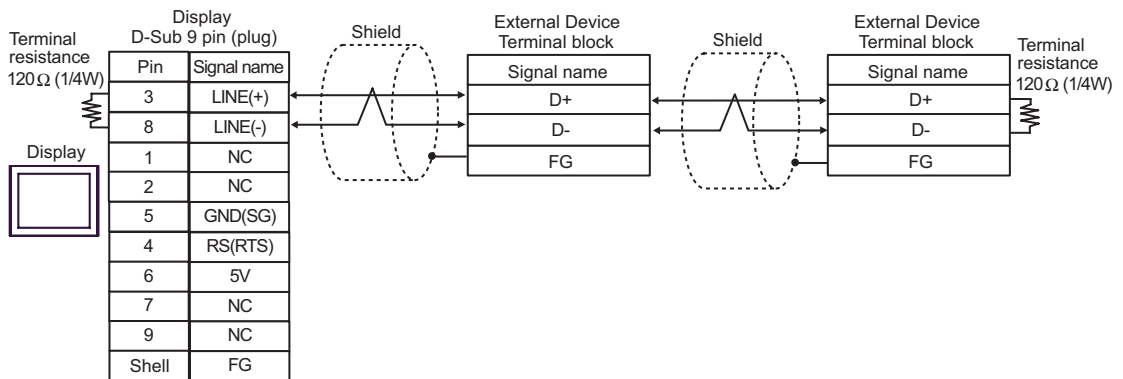 Display
D-Sub 9 pin (plug)
Terminal
resistance
120Ω (1/4W)
Pin Signal name
3 LINE(+)
8 LINE(-)
1 NC
2 NC
5 GND(SG)
4 RS(RTS)
6 5V
7 NC
9 NC
Shell FG
Display
Shield
External Device
Terminal block
Signal name
D+
D-
FG
Shield
External Device
Terminal block
Signal name
D+
D-
FG
Terminal
resistance
120Ω (1/4W)